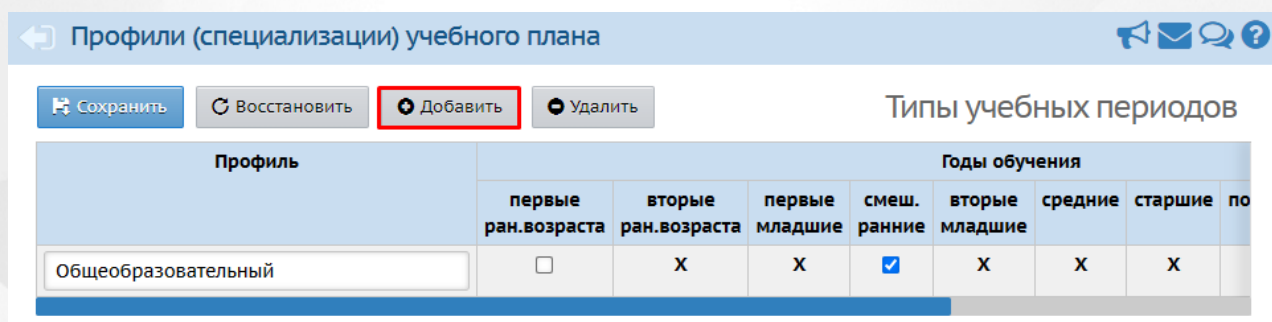 Профили (специализации) учебного плана
Сохранить Восстановить Добавить Удалить Типы учебных периодов
Профиль Годы обучения
первые вторые первые смеш. вторые средние старшие по
ран.возраста ран.возраста младшие ранние младшие
Общеобразовательный X X X X X